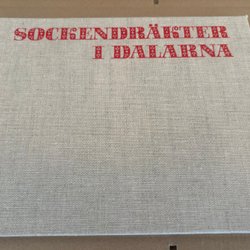 SOCKENDRÄKTER
I DALARNA